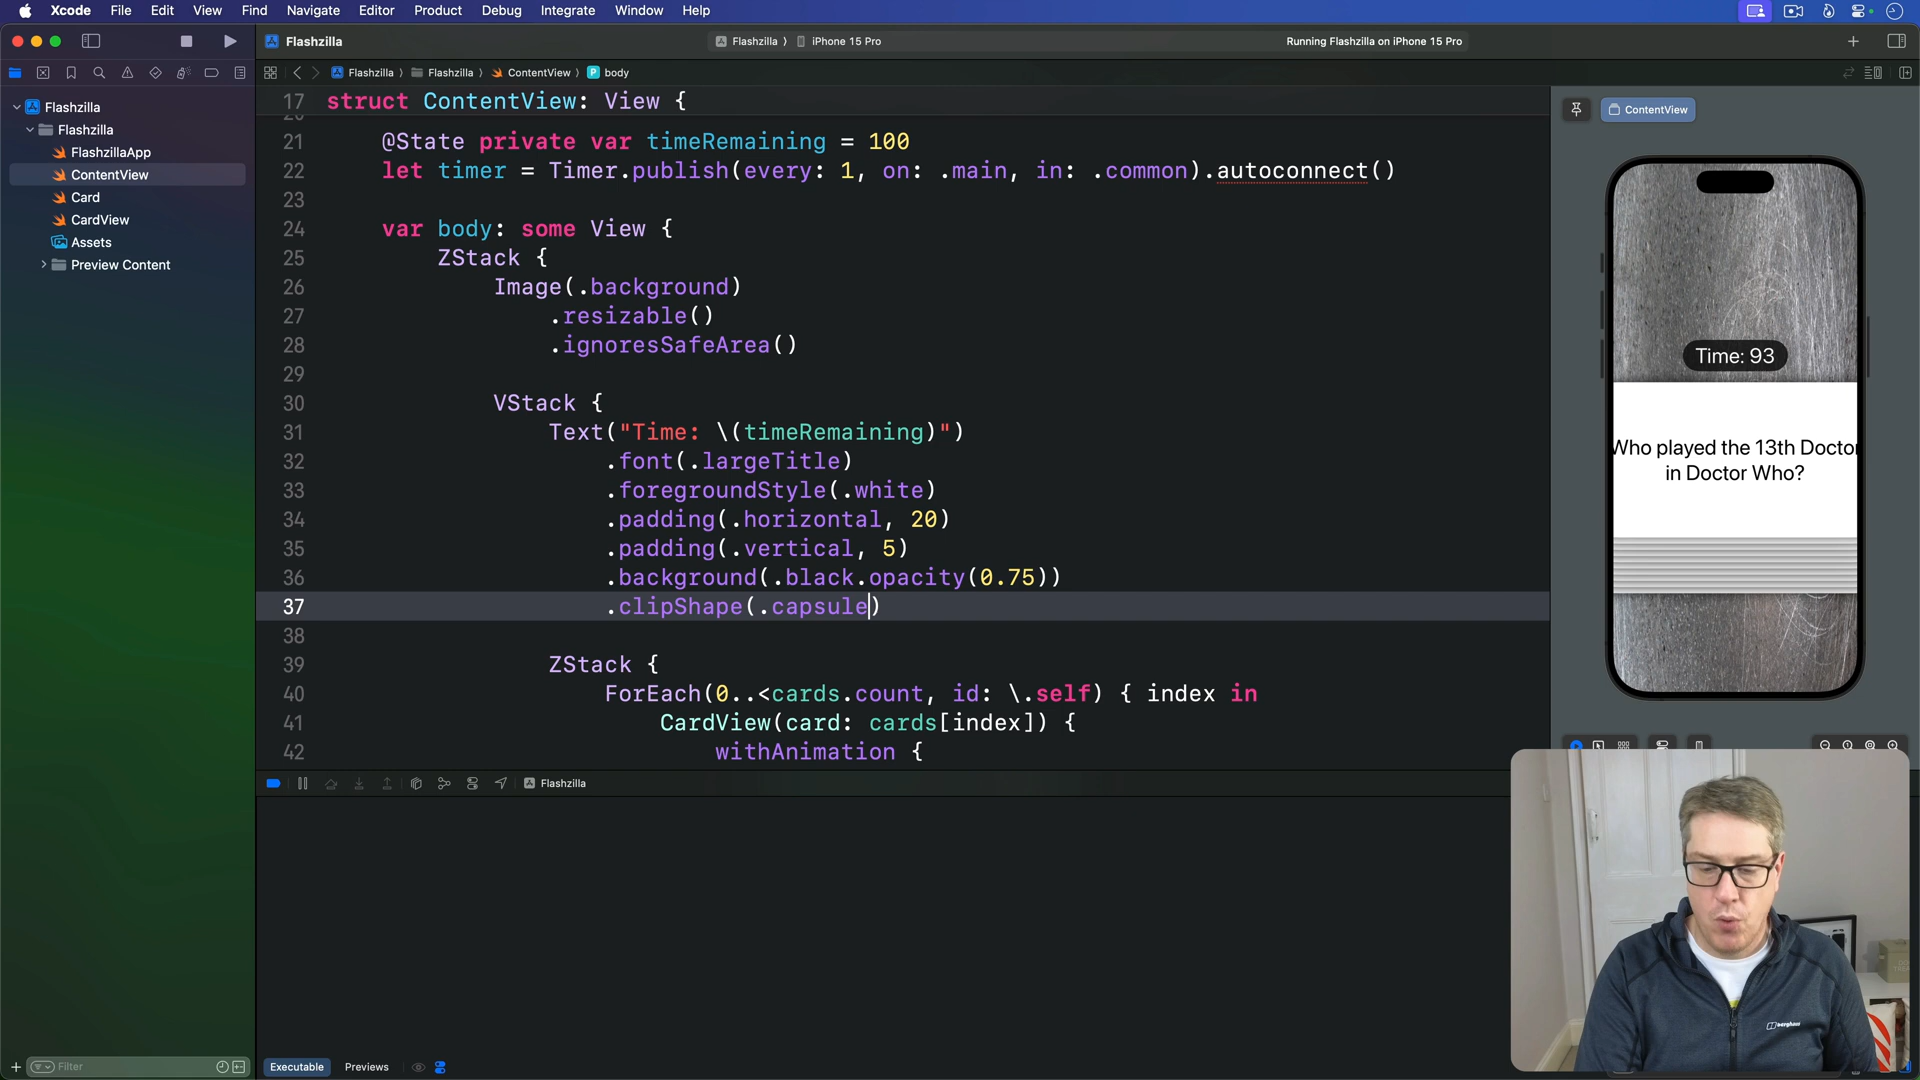 Xcode File Edit View Find Navigate Editor Product Debug Integrate Window Help
Flashzilla
Flashzilla 〉 iPhone 15 Pro
Running Flashzilla on iPhone 15 Pro
Flashzilla 〉 Flashzilla 〉 ContentView 〉 P body
Flashzilla
Flashzilla
FlashzillaApp
ContentView
Card
CardView
Assets
Preview Content
17 struct ContentView: View {
21 @State private var timeRemaining = 100
22 let timer = Timer.publish(every: 1, on: .main, in: .common).autoconnect()
23
24 var body: some View {
25 ZStack {
26 Image(.background)
27 .resizable()
28 .ignoresSafeArea()
29
30 VStack {
31 Text("Time: \(timeRemaining)")
32 .font(.largeTitle)
33 .foregroundStyle(.white)
34 .padding(.horizontal, 20)
35 .padding(.vertical, 5)
36 .background(.black.opacity(0.75))
37 .clipShape(.capsule)
38
39 ZStack {
40 ForEach(0..<cards.count, id: \.self) { index in
41 CardView(card: cards[index]) {
42 withAnimation {
ContentView
Time: 93
Who played the 13th Doctor
in Doctor Who?
Flashzilla
berghaus
Filter
Executable Previews